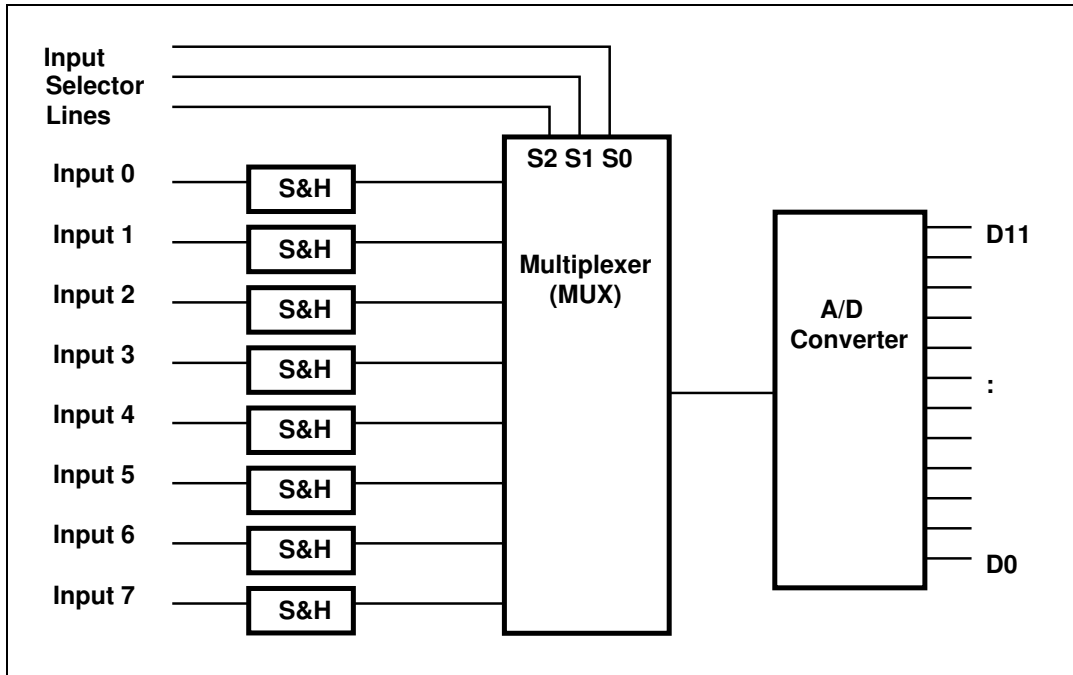 Input
Selector
Lines
S2 S1 S0
Input 0
S&H
Input 1
S&H
Input 2
S&H
Input 3
S&H
Input 4
S&H
Input 5
S&H
Input 6
S&H
Input 7
S&H
Multiplexer
(MUX)
A/D
Converter
D11
:
D0